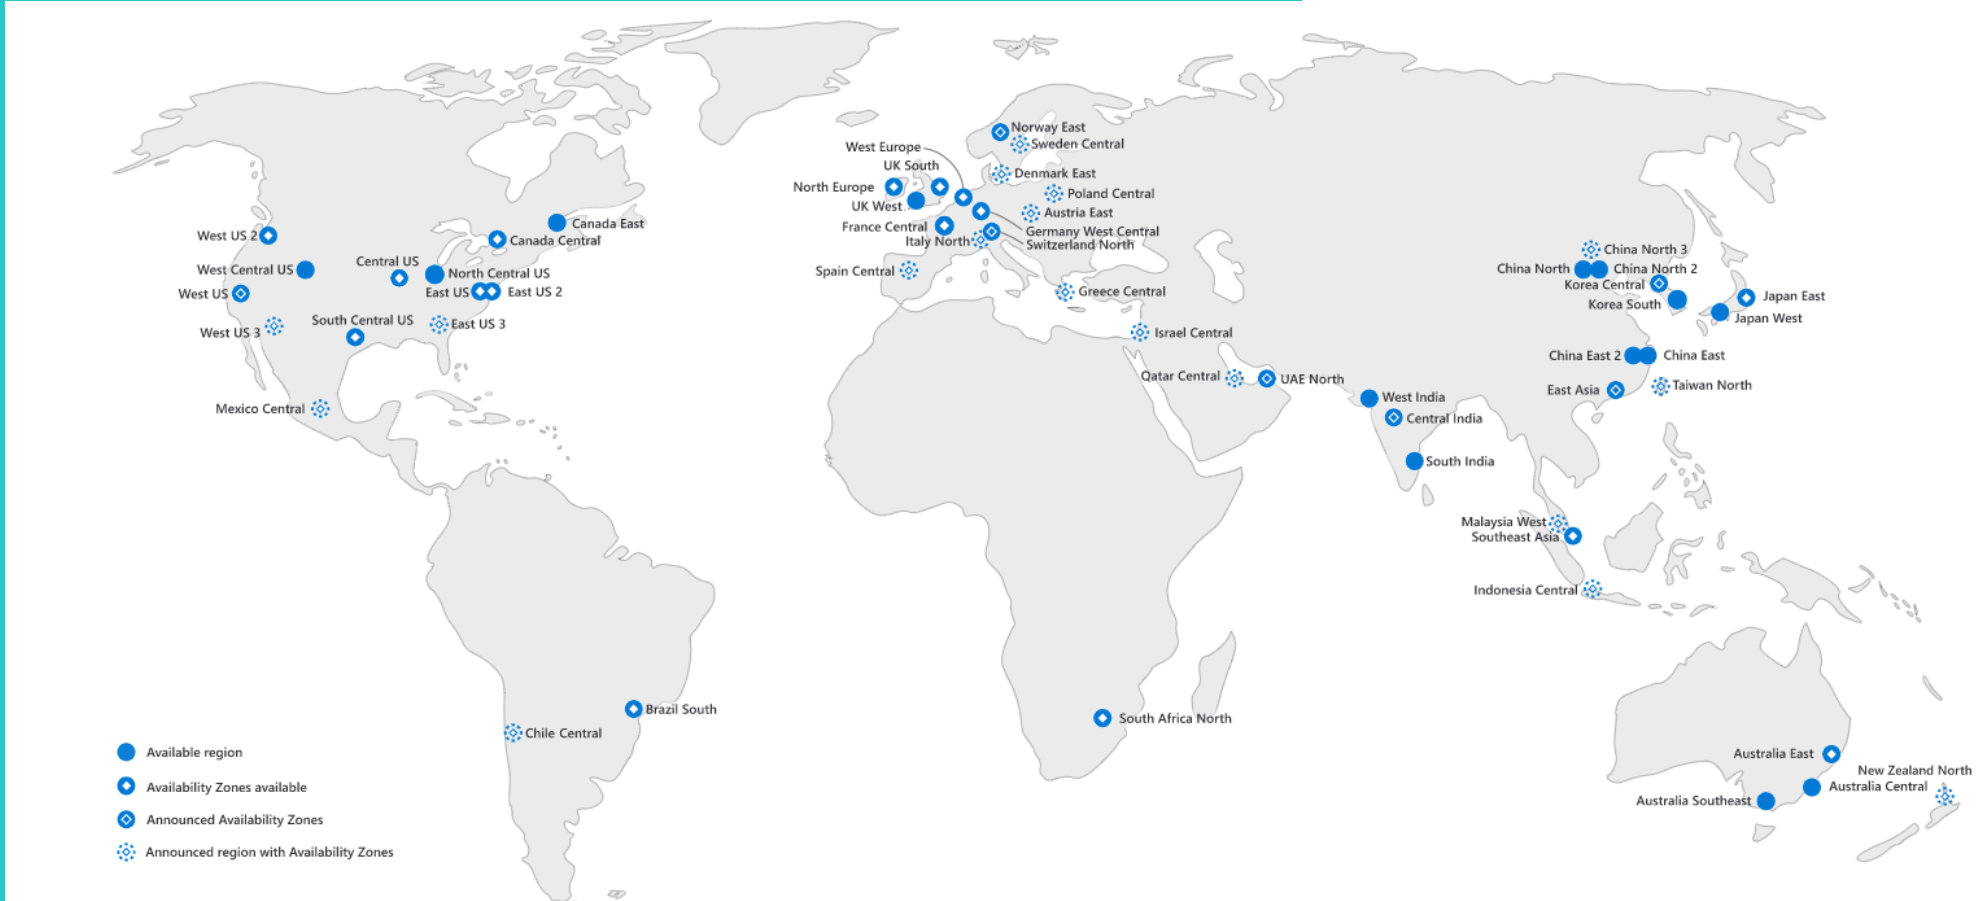 Norway East
Sweden Central
West Europe
UK South
Denmark East
North Europe
Poland Central
UK West
Austria East
Canada East
France Central
Germany West Central
West US 2
Canada Central
Italy North
Switzerland North
China North 3
Central US
West Central US
North Central US
Spain Central
China North
China North 2
Korea Central
West US
East US
East US 2
Greece Central
Japan East
Korea South
South Central US
East US 3
Japan West
West US 3
Israel Central
China East 2
China East
Qatar Central
UAE North
Taiwan North
East Asia
West India
Mexico Central
Central India
South India
Malaysia West
Southeast Asia
Indonesia Central
Brazil South
South Africa North
Chile Central
Available region
Australia East
New Zealand North
Availability Zones available
Australia Central
Australia Southeast
Announced Availability Zones
Announced region with Availability Zones